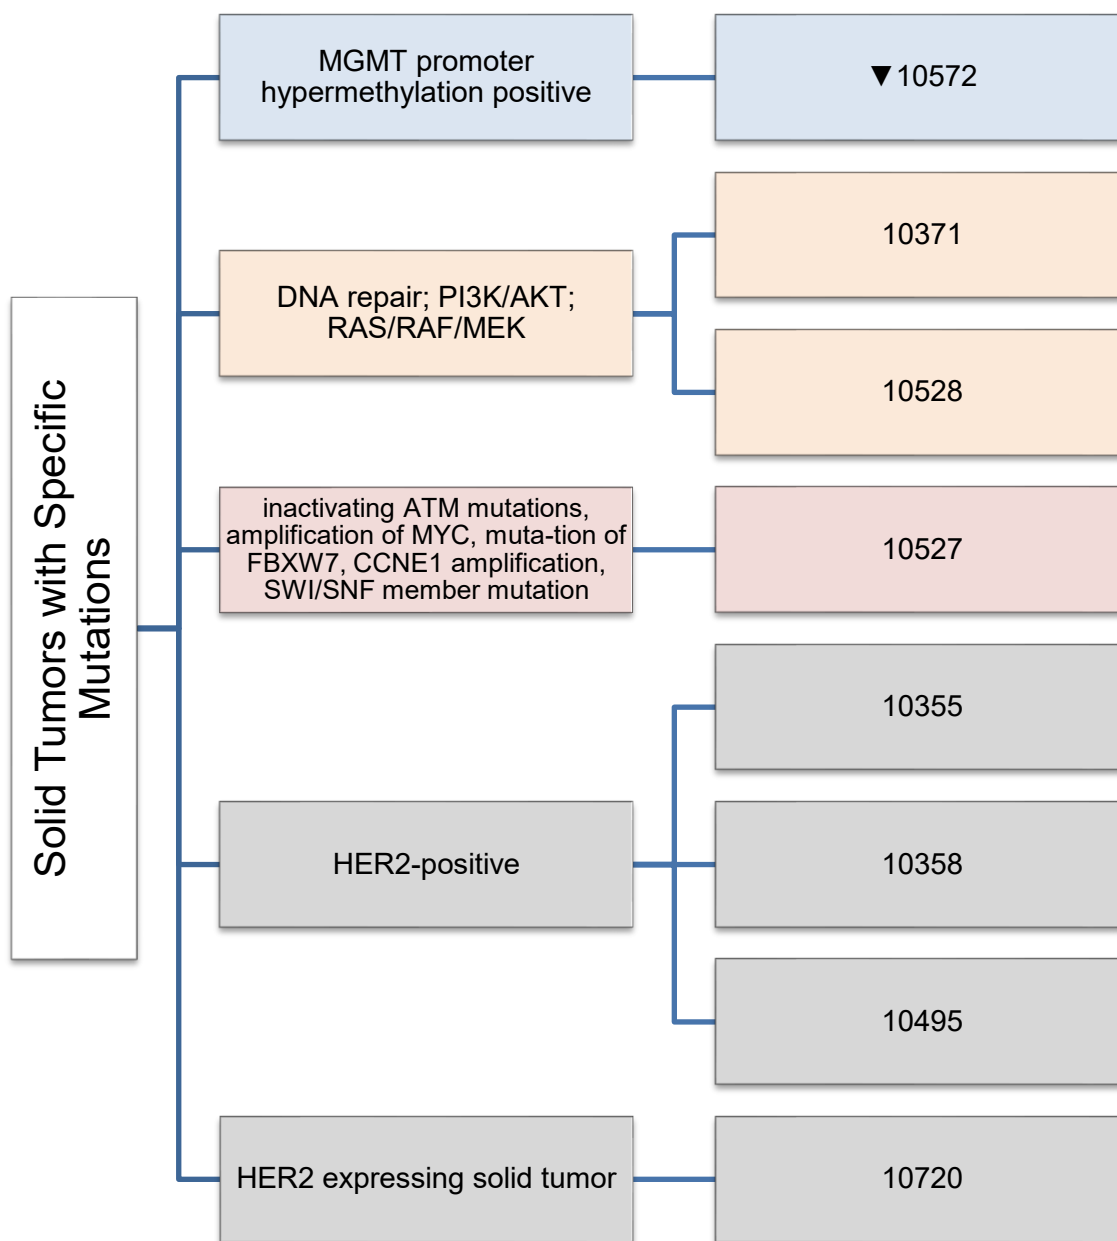 Solid Tumors with Specific
Mutations
MGMT promoter
hypermethylation positive
▼10572
DNA repair; PI3K/AKT;
RAS/RAF/MEK
10371
10528
inactivating ATM mutations,
amplification of MYC, muta-tion of
FBXW7, CCNE1 amplification,
SWI/SNF member mutation
10527
HER2-positive
10355
10358
10495
HER2 expressing solid tumor
10720